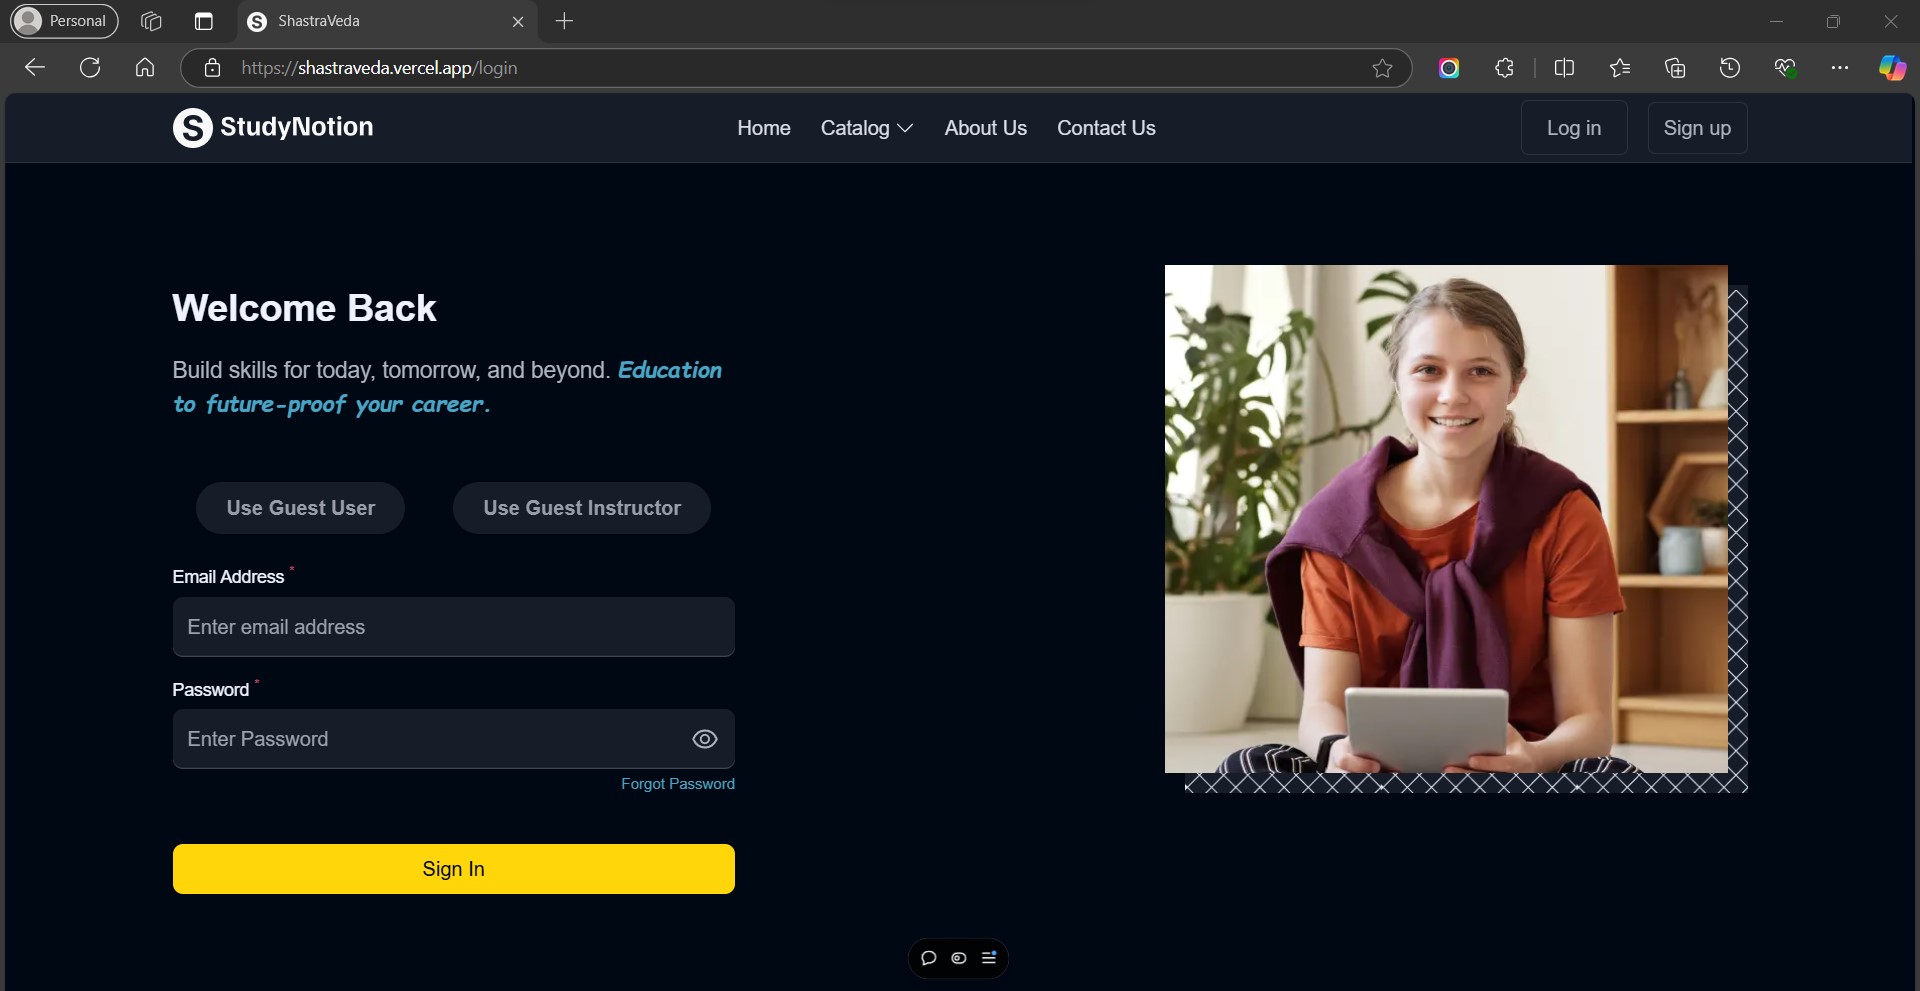 Personal
ShastraVeda
https://shastraveda.vercel.app/login
StudyNotion
Home
Catalog
About Us
Contact Us
Log in
Sign up
Welcome Back
Build skills for today, tomorrow, and beyond. Education
to future-proof your career.
Use Guest User
Use Guest Instructor
Email Address *
Enter email address
Password *
Enter Password
Forgot Password
Sign In